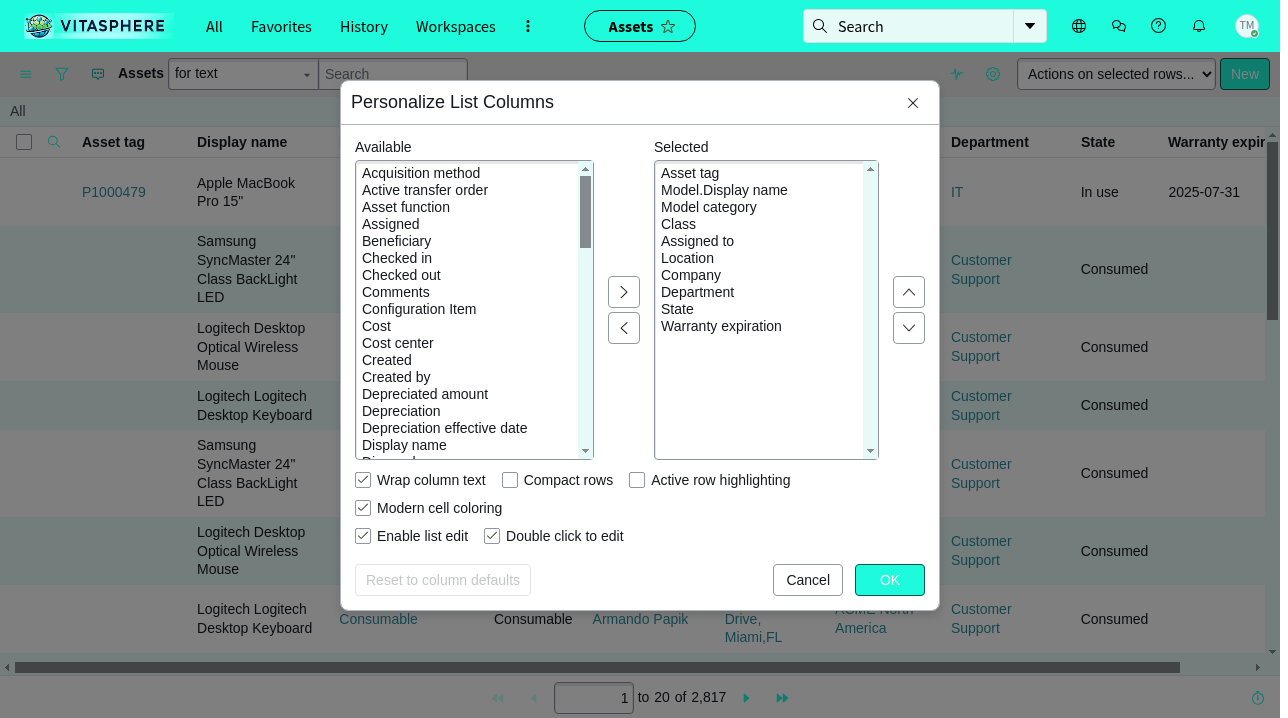 VITASPHERE
All
Favorites
History
Workspaces
Assets
Search
TM
Assets
for text
Search
Actions on selected rows...
New
All
Asset tag
Display name
Department
State
Warranty expir
P1000479
Apple MacBook
Pro 15"
IT
In use
2025-07-31
Samsung
SyncMaster 24"
Class BackLight
LED
Customer
Support
Consumed
Logitech Desktop
Optical Wireless
Mouse
Customer
Support
Consumed
Logitech Logitech
Desktop Keyboard
Customer
Support
Consumed
Samsung
SyncMaster 24"
Class BackLight
LED
Customer
Support
Consumed
Logitech Desktop
Optical Wireless
Mouse
Customer
Support
Consumed
Logitech Logitech
Desktop Keyboard
Consumable
Consumable
Armando Papik
Drive,
Miami,FL
ACME North
America
Customer
Support
Consumed
Personalize List Columns
Available
Acquisition method
Active transfer order
Asset function
Assigned
Beneficiary
Checked in
Checked out
Comments
Configuration Item
Cost
Cost center
Created
Created by
Depreciated amount
Depreciation
Depreciation effective date
Display name
Selected
Asset tag
Model.Display name
Model category
Class
Assigned to
Location
Company
Department
State
Warranty expiration
Wrap column text
Compact rows
Active row highlighting
Modern cell coloring
Enable list edit
Double click to edit
Reset to column defaults
Cancel
OK
1 to 20 of 2,817